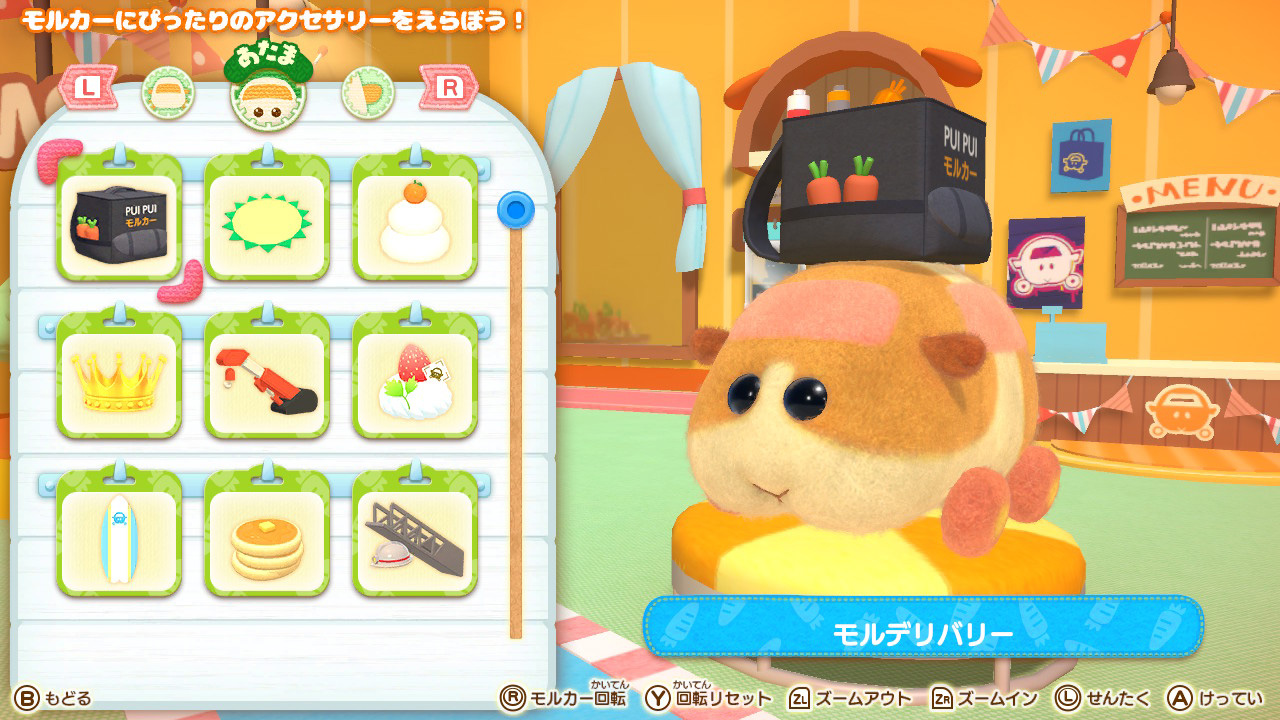 モルカーにぴったりのアクセサリーをえらぼう！
L
あたま
R
PUI PUI
モルカー
PUI PUI
モルカー
MENU
モルデリバリー
B もどる
R モルカー回転
かいてん
Y 回転リセット
かいてん
ZL ズームアウト
ZR ズームイン
L せんたく
A けってい